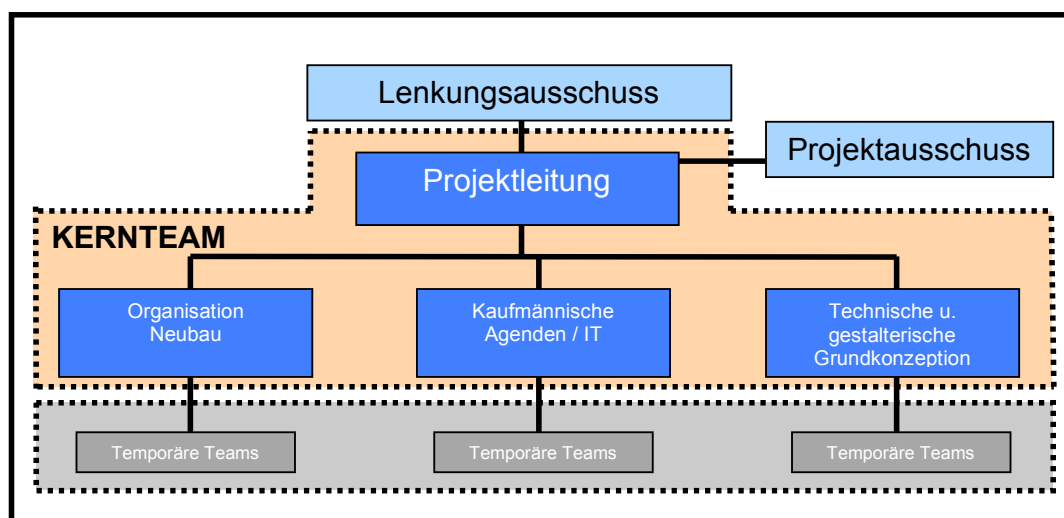 Lenkungsausschuss
Projektausschuss
Projektleitung
KERNTEAM
Organisation
Neubau
Kaufmännische
Agenden / IT
Technische u.
gestalterische
Grundkonzeption
Temporäre Teams
Temporäre Teams
Temporäre Teams